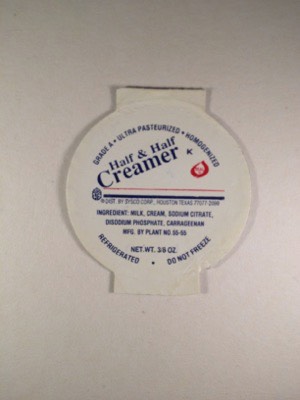 GRADE A • ULTRA PASTEURIZED • HOMOGENIZED
Half & Half
Creamer K
DIST. BY SYSCO CORP., HOUSTON TEXAS 77077-2099
INGREDIENT: MILK, CREAM, SODIUM CITRATE,
DISODIUM PHOSPHATE, CARRAGEENAN
MFG. BY PLANT NO. 55-55
NET. WT. 3/8 OZ.
REFRIGERATED • DO NOT FREEZE